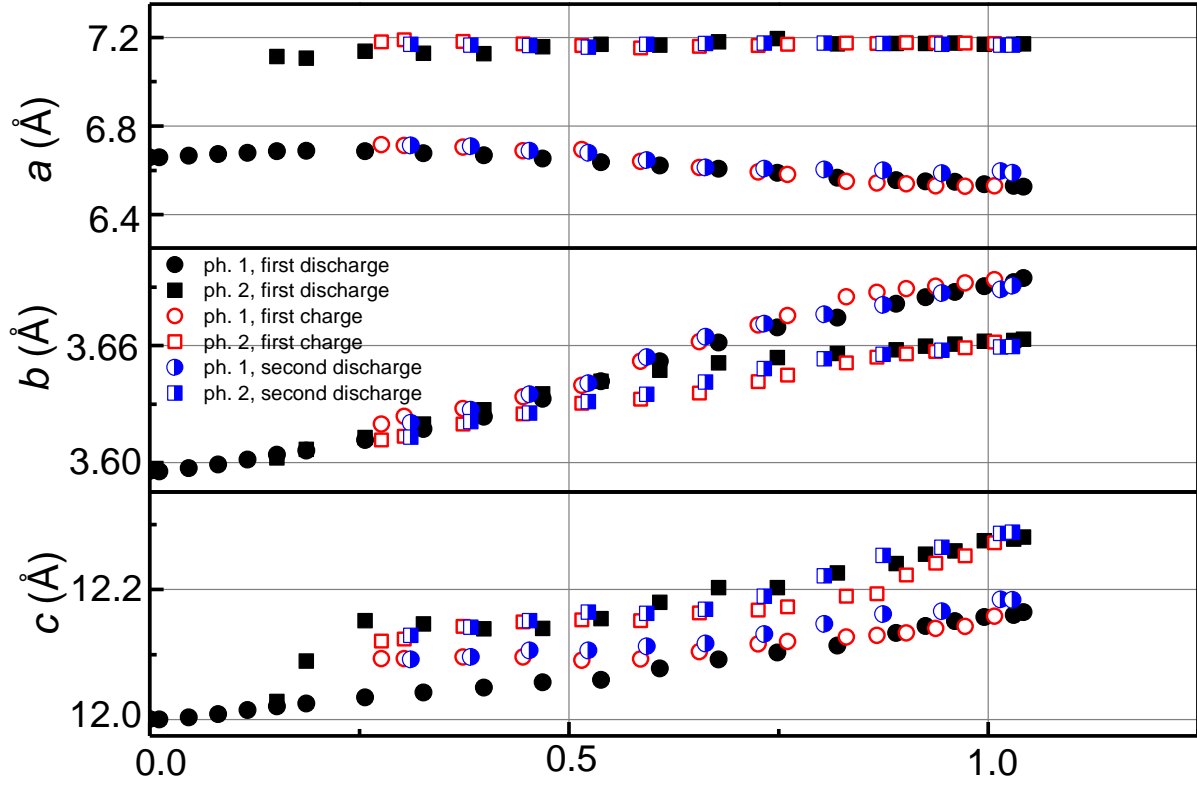 7.2
6.8
6.4
a (Å)
ph. 1, first discharge
ph. 2, first discharge
ph. 1, first charge
ph. 2, first charge
ph. 1, second discharge
ph. 2, second discharge
3.66
3.60
b (Å)
12.2
12.0
c (Å)
0.0 0.5 1.0